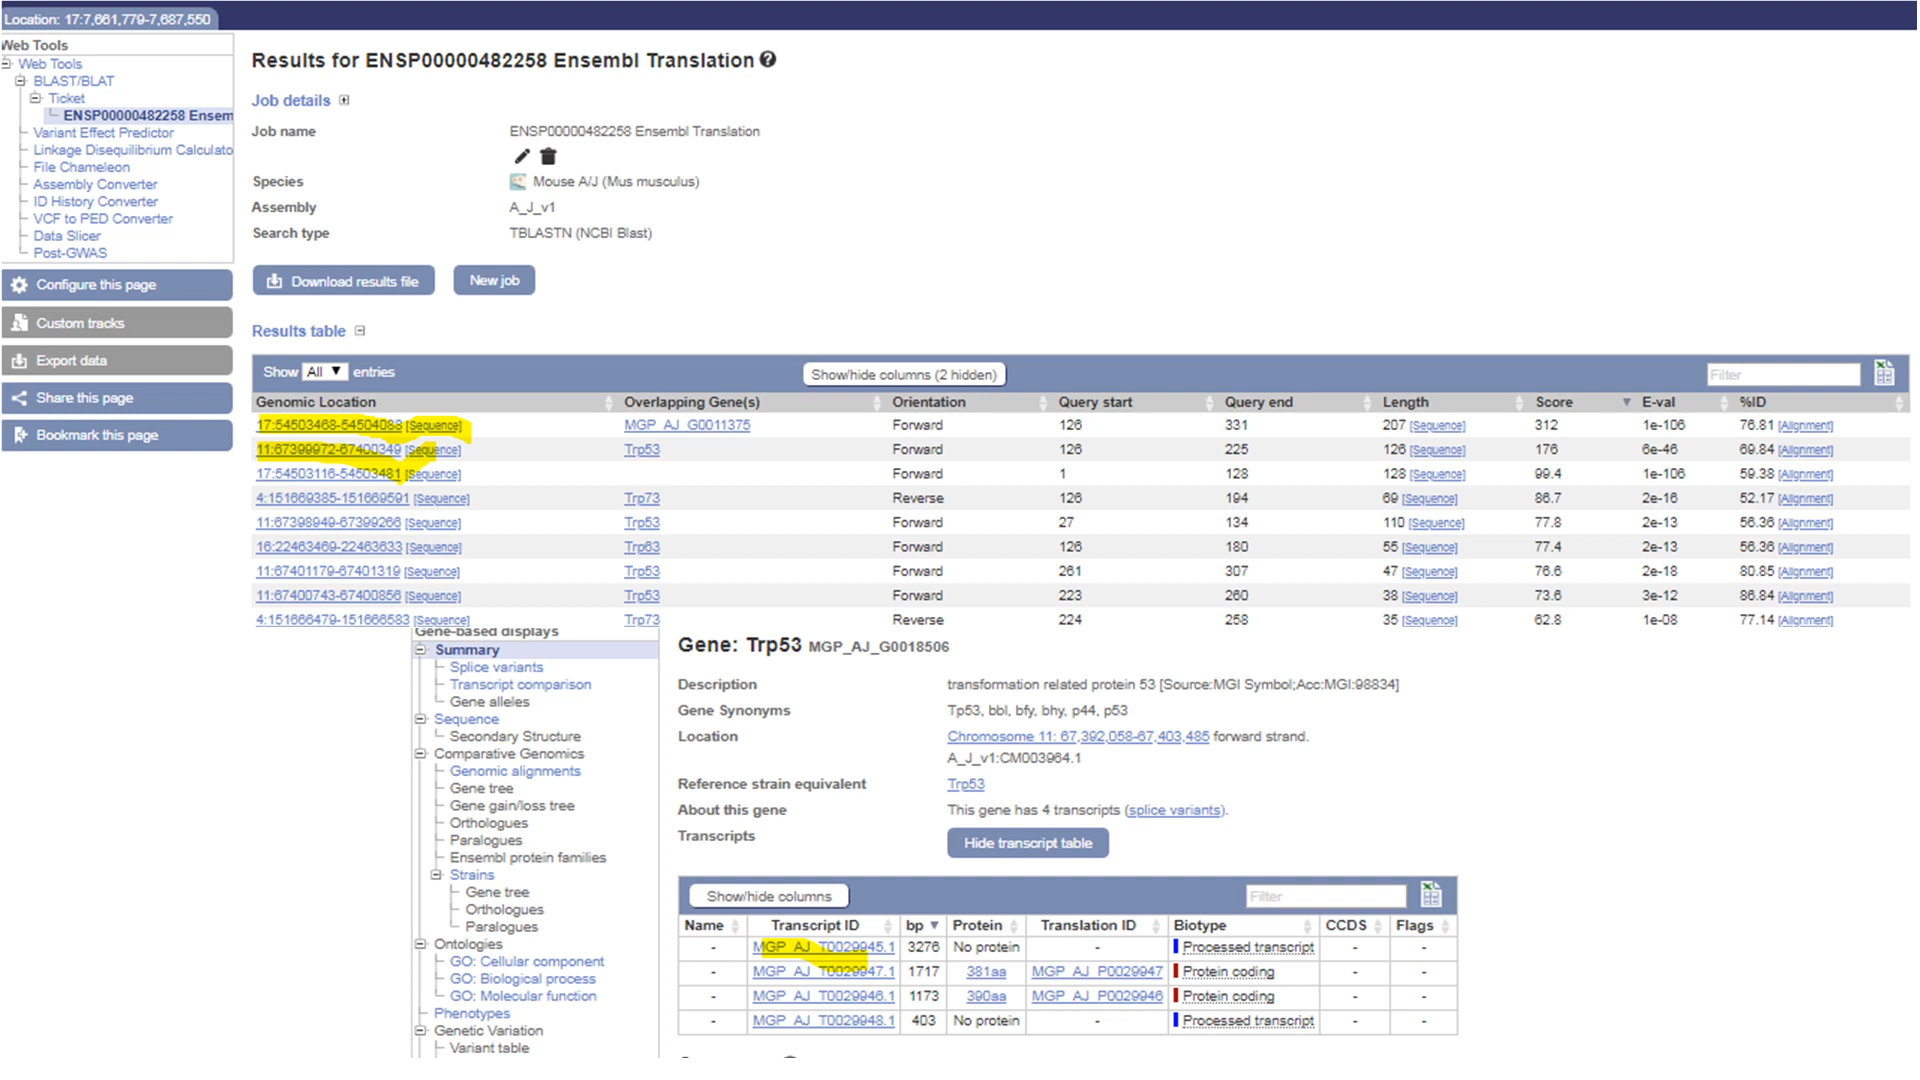 Location: 17:7,661,779-7,687,550
Web Tools
Web Tools
BLAST/BLAT
Ticket
ENSP00000482258 Ensem
Variant Effect Predictor
Linkage Disequilibrium Calculato
File Chameleon
Assembly Converter
ID History Converter
VCF to PED Converter
Data Slicer
Post-GWAS
Configure this page
Custom tracks
Export data
Share this page
Bookmark this page
Results for ENSP00000482258 Ensembl Translation
Job details
Job name ENSP00000482258 Ensembl Translation
Species Mouse A/J (Mus musculus)
Assembly A_J_v1
Search type TBLASTN (NCBI Blast)
Download results file New job
Results table
Show All entries Show/hide columns (2 hidden) Filter
Genomic Location Overlapping Gene(s) Orientation Query start Query end Length Score E-val %ID
17:54503468-54504088 [Sequence] MGP_AJ_G0011375 Forward 126 331 207 [Sequence] 312 1e-106 76.81 [Alignment]
11:67399972-67400349 [Sequence] Trp53 Forward 126 225 126 [Sequence] 176 6e-46 69.84 [Alignment]
17:54503116-54503481 [Sequence] Forward 1 128 128 [Sequence] 99.4 1e-106 59.38 [Alignment]
4:151669385-151669591 [Sequence] Trp73 Reverse 126 194 69 [Sequence] 86.7 2e-16 52.17 [Alignment]
11:67398949-67399266 [Sequence] Trp53 Forward 27 134 110 [Sequence] 77.8 2e-13 56.36 [Alignment]
16:22463469-22463633 [Sequence] Trp63 Forward 126 180 55 [Sequence] 77.4 2e-13 56.36 [Alignment]
11:67401179-67401319 [Sequence] Trp53 Forward 261 307 47 [Sequence] 76.6 2e-18 80.85 [Alignment]
11:67400743-67400856 [Sequence] Trp53 Forward 223 260 38 [Sequence] 73.6 3e-12 86.84 [Alignment]
4:151666479-151666583 [Sequence] Trp73 Reverse 224 258 35 [Sequence] 62.8 1e-08 77.14 [Alignment]
Gene-based displays
Summary
Splice variants
Transcript comparison
Gene alleles
Sequence
Secondary Structure
Comparative Genomics
Genomic alignments
Gene tree
Gene gain/loss tree
Orthologues
Paralogues
Ensembl protein families
Strains
Gene tree
Orthologues
Paralogues
Ontologies
GO: Cellular component
GO: Biological process
GO: Molecular function
Phenotypes
Genetic Variation
Variant table
Gene: Trp53 MGP_AJ_G0018506
Description transformation related protein 53 [Source:MGI Symbol;Acc:MGI:98834]
Gene Synonyms Tp53, bbl, bfy, bhy, p44, p53
Location Chromosome 11: 67,392,058-67,403,485 forward strand.
A_J_v1:CM003964.1
Reference strain equivalent Trp53
About this gene This gene has 4 transcripts (splice variants).
Transcripts Hide transcript table
Show/hide columns Filter
Name Transcript ID bp Protein Translation ID Biotype CCDS Flags
- MGP_AJ_T0029945.1 3276 No protein - Processed transcript - -
- MGP_AJ_T0029947.1 1717 381aa MGP_AJ_P0029947 Protein coding - -
- MGP_AJ_T0029946.1 1173 390aa MGP_AJ_P0029946 Protein coding - -
- MGP_AJ_T0029948.1 403 No protein - Processed transcript - -